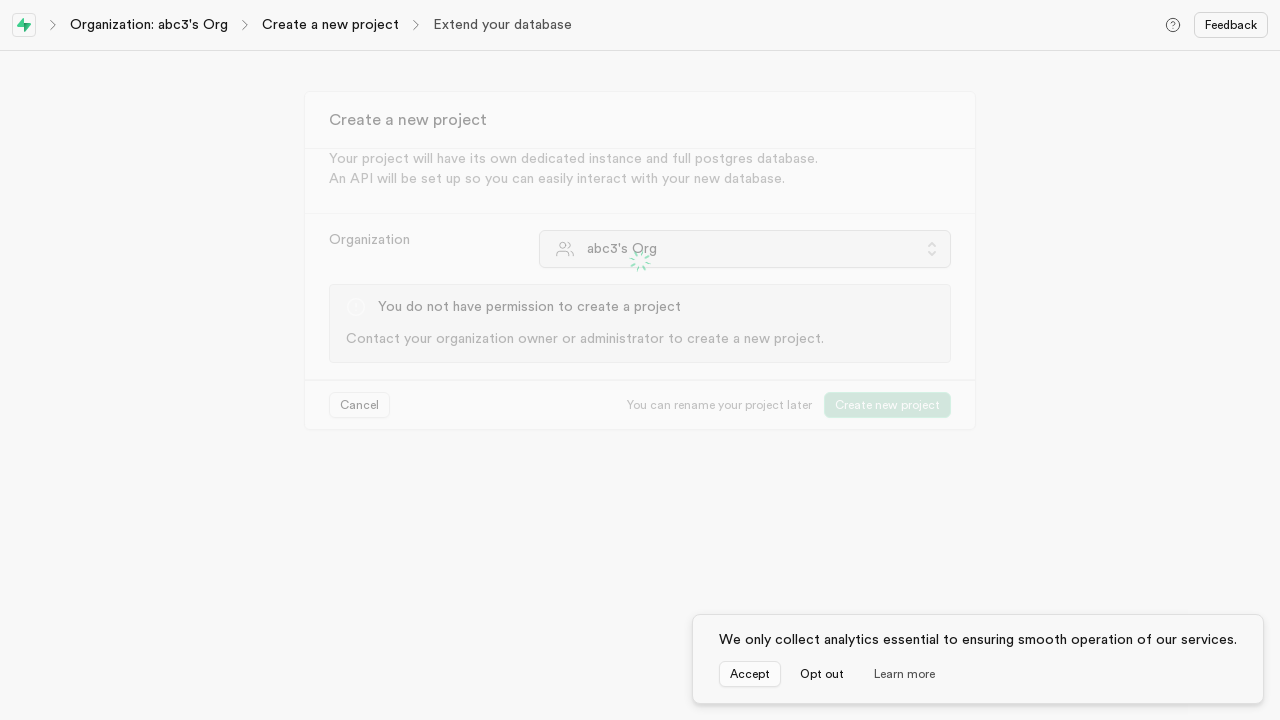 Organization: abc3's Org
Create a new project
Extend your database
Feedback
Create a new project
Your project will have its own dedicated instance and full postgres database.
An API will be set up so you can easily interact with your new database.
Organization
abc3's Org
You do not have permission to create a project
Contact your organization owner or administrator to create a new project.
Cancel
You can rename your project later
Create new project
We only collect analytics essential to ensuring smooth operation of our services.
Accept
Opt out
Learn more